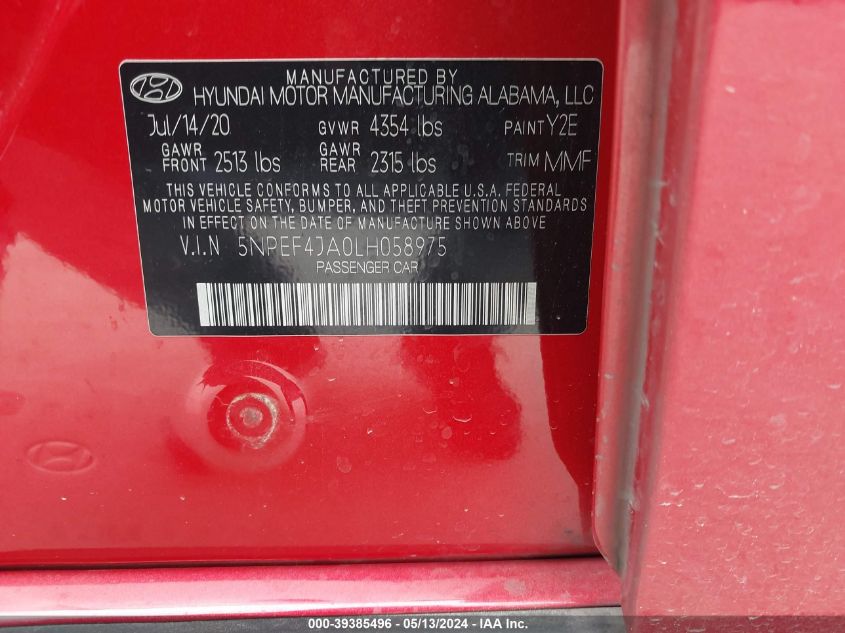 MANUFACTURED BY
HYUNDAI MOTOR MANUFACTURING ALABAMA, LLC
Jul/14/20 GVWR 4354 lbs PAINT Y2E
GAWR FRONT 2513 lbs GAWR REAR 2315 lbs TRIM MMF
THIS VEHICLE CONFORMS TO ALL APPLICABLE U.S.A. FEDERAL
MOTOR VEHICLE SAFETY, BUMPER, AND THEFT PREVENTION STANDARDS
IN EFFECT ON THE DATE OF MANUFACTURE SHOWN ABOVE
V.I.N 5NPEF4JA0LH058975
PASSENGER CAR
000-39385496 - 05/13/2024 - IAA Inc.